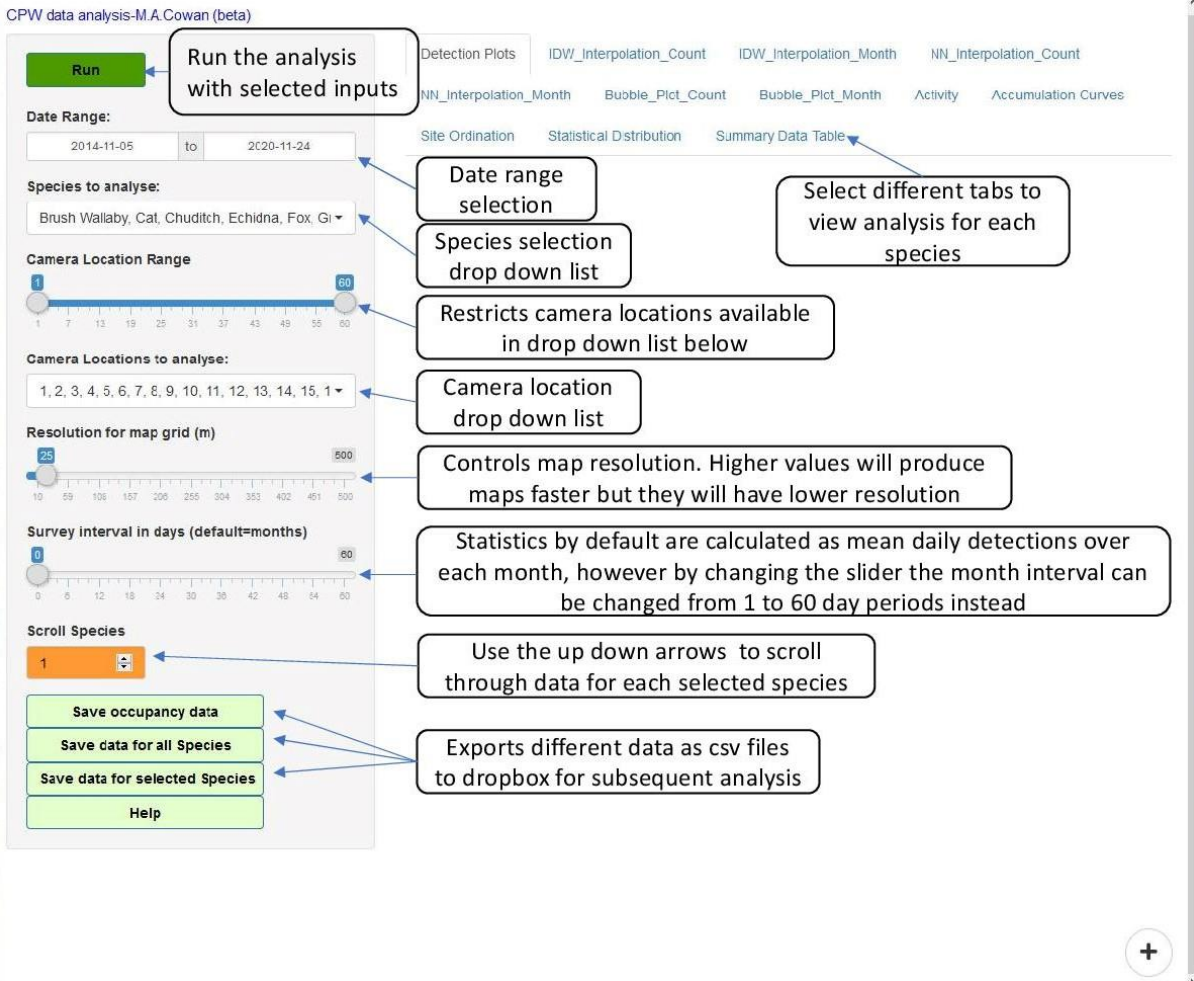 CPW data analysis-M.A.Cowan (beta)
Run
Run the analysis
with selected inputs
Detection Plots IDW_Interpolation_Count IDW_Interpolation_Month NN_Interpolation_Count
NN_Interpolation_Month Bubble_Plot_Count Bubble_Plot_Month Activity Accumulation Curves
Site Ordination Statistical Distribution Summary Data Table
Date Range:
2014-11-05 to 2020-11-24
Date range
selection
Select different tabs to
view analysis for each
species
Species to analyse:
Brush Wallaby, Cat, Chuditch, Echidna, Fox, Gr
Species selection
drop down list
Camera Location Range
1 60
1 7 13 19 25 31 37 43 49 55 60
Restricts camera locations available
in drop down list below
Camera Locations to analyse:
1, 2, 3, 4, 5, 6, 7, 8, 9, 10, 11, 12, 13, 14, 15, 1
Camera location
drop down list
Resolution for map grid (m)
25 500
10 59 108 157 206 255 304 353 402 451 500
Controls map resolution. Higher values will produce
maps faster but they will have lower resolution
Survey interval in days (default=months)
0 60
0 6 12 18 24 30 36 42 48 54 60
Statistics by default are calculated as mean daily detections over
each month, however by changing the slider the month interval can
be changed from 1 to 60 day periods instead
Scroll Species
1
Use the up down arrows to scroll
through data for each selected species
Save occupancy data
Save data for all Species
Save data for selected Species
Help
Exports different data as csv files
to dropbox for subsequent analysis
+